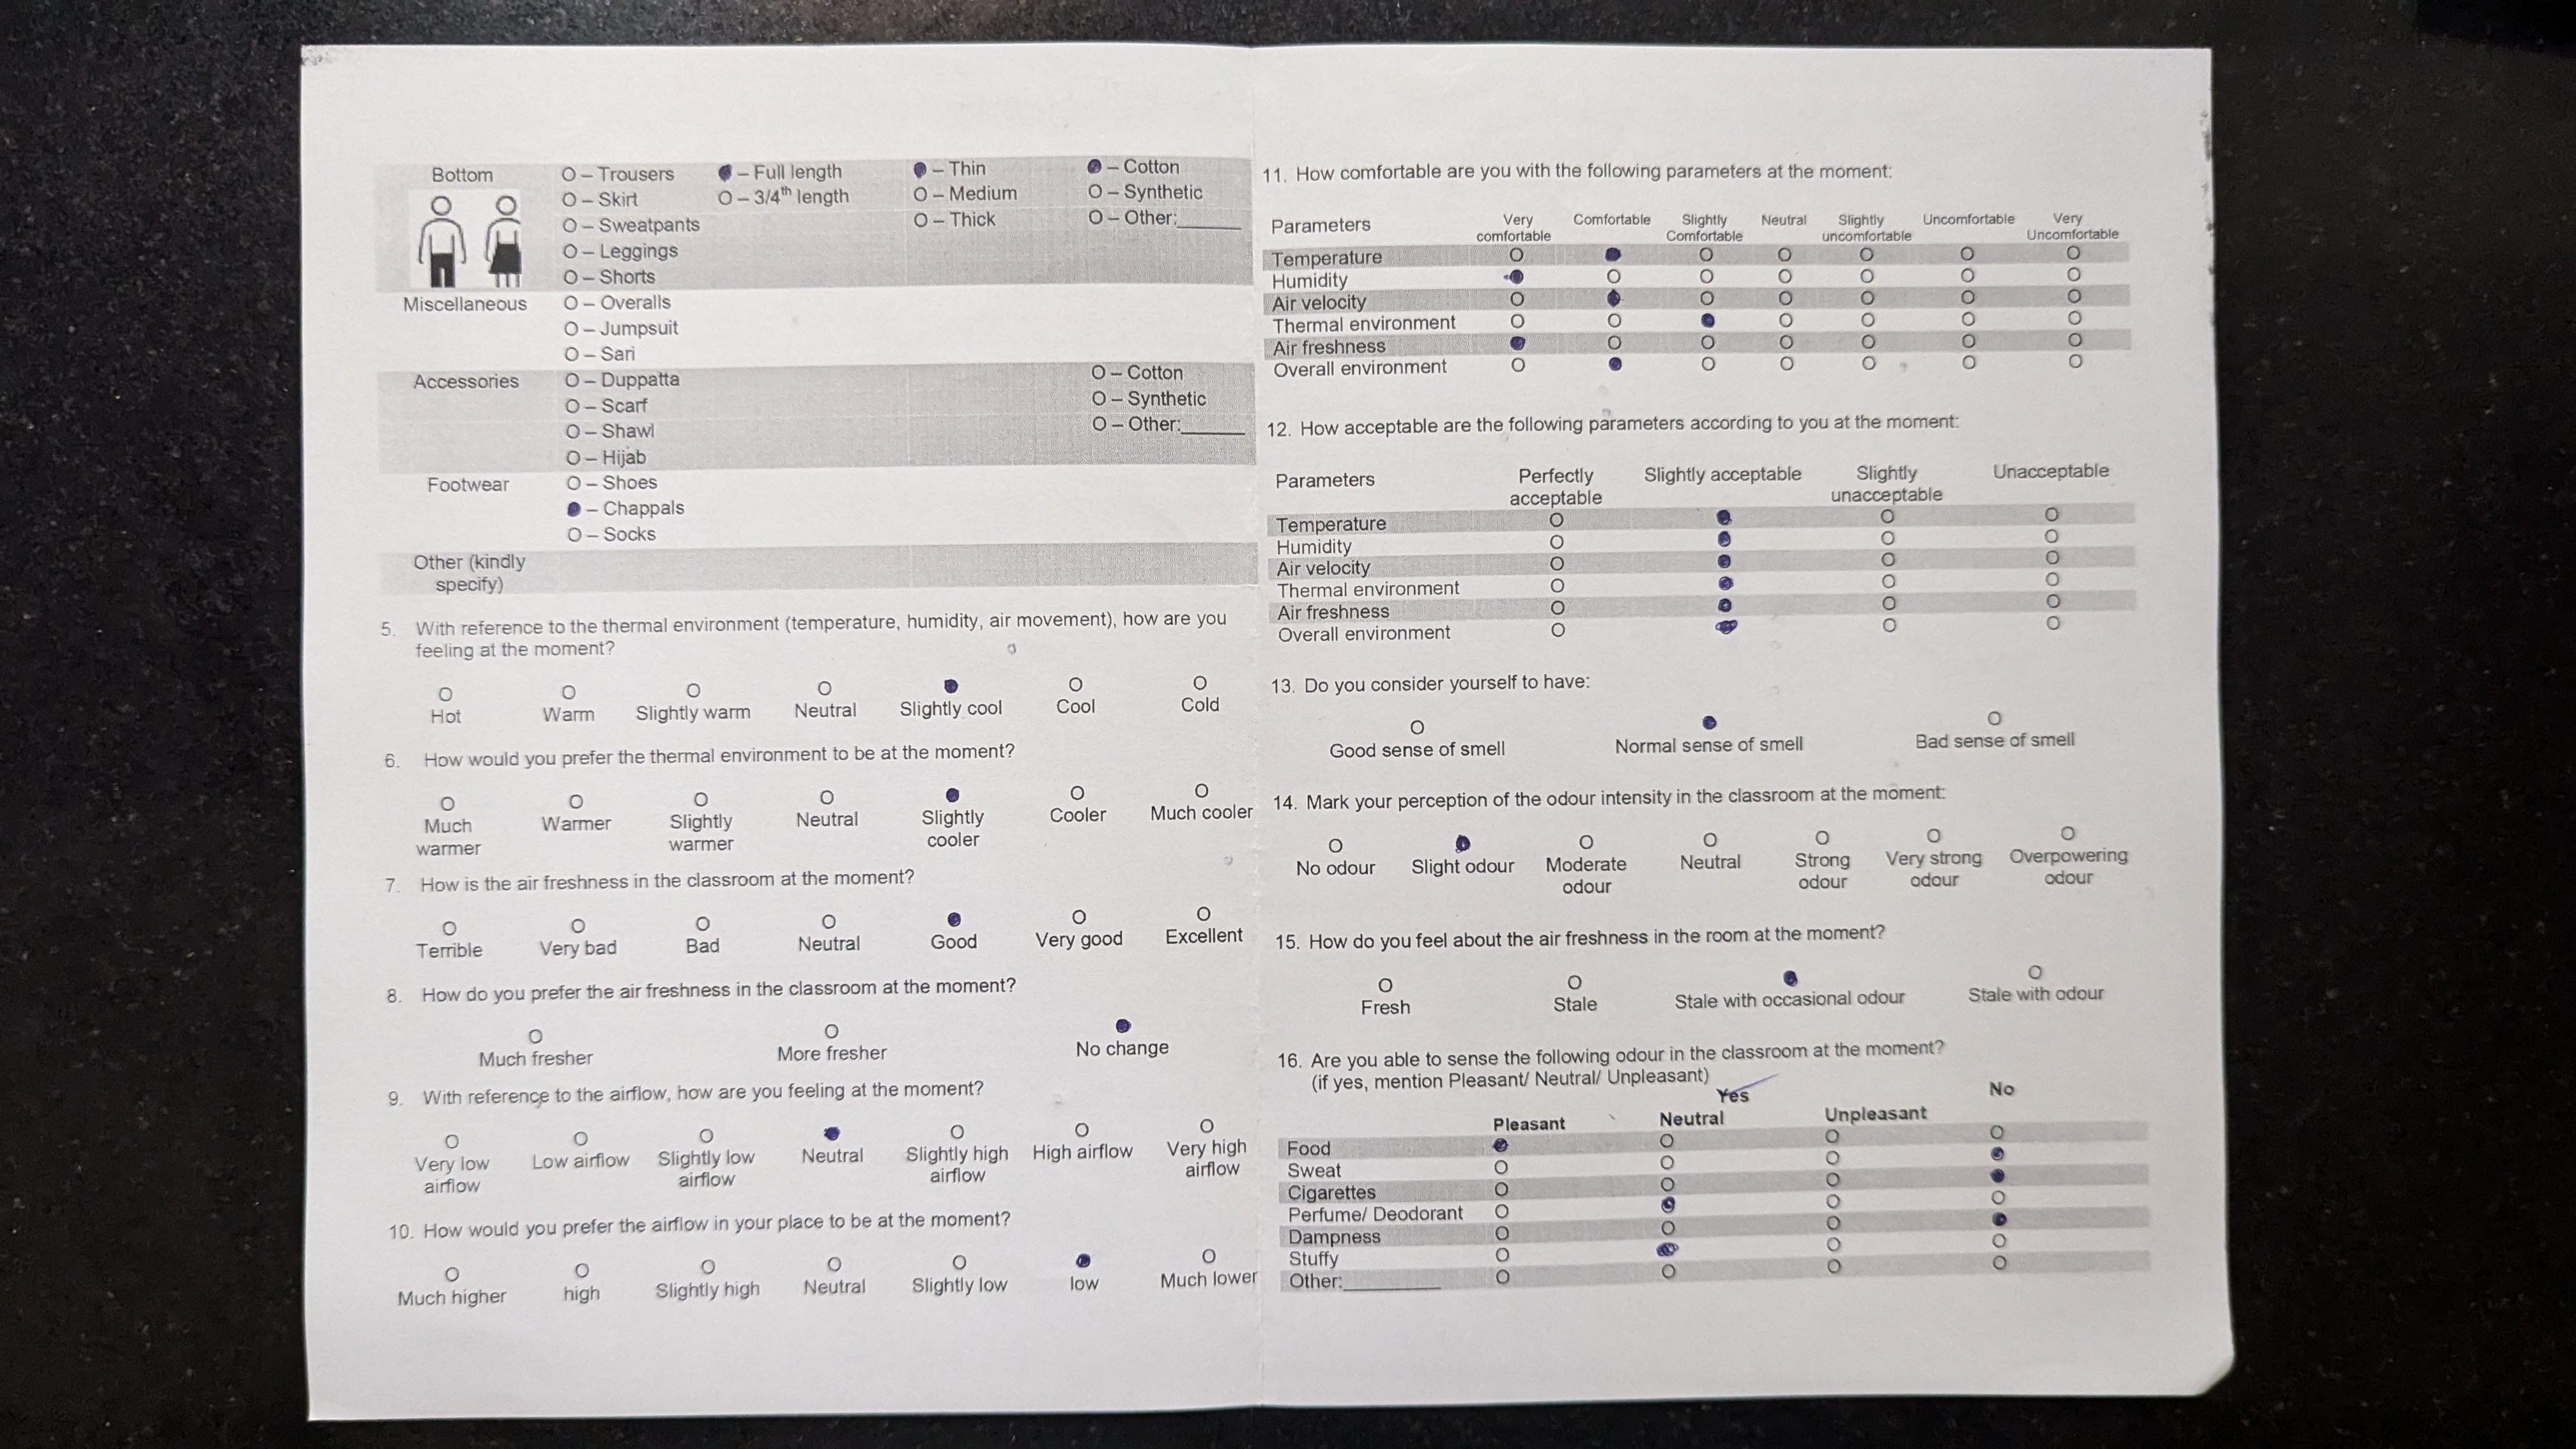 Bottom O – Trousers ● – Full length ● – Thin ● – Cotton
O – Skirt O – 3/4th length O – Medium O – Synthetic
O – Sweatpants O – Thick O – Other:______
O – Leggings
O – Shorts
Miscellaneous O – Overalls
O – Jumpsuit
O – Sari
Accessories O – Duppatta O – Cotton
O – Scarf O – Synthetic
O – Shawl O – Other:______
O – Hijab
Footwear O – Shoes
● – Chappals
O – Socks
Other (kindly
specify)
5. With reference to the thermal environment (temperature, humidity, air movement), how are you
feeling at the moment?
O O O O ● O O
Hot Warm Slightly warm Neutral Slightly cool Cool Cold
6. How would you prefer the thermal environment to be at the moment?
O O O O ● O O
Much Warmer Slightly Neutral Slightly Cooler Much cooler
warmer warmer cooler
7. How is the air freshness in the classroom at the moment?
O O O O ● O O
Terrible Very bad Bad Neutral Good Very good Excellent
8. How do you prefer the air freshness in the classroom at the moment?
O O ●
Much fresher More fresher No change
9. With reference to the airflow, how are you feeling at the moment?
O O O ● O O O
Very low Low airflow Slightly low Neutral Slightly high High airflow Very high
airflow airflow airflow airflow
10. How would you prefer the airflow in your place to be at the moment?
O O O O O ● O
Much higher high Slightly high Neutral Slightly low low Much lower
11. How comfortable are you with the following parameters at the moment:
Parameters Very Comfortable Slightly Neutral Slightly Uncomfortable Very
comfortable Comfortable uncomfortable Uncomfortable
Temperature O ● O O O O O
Humidity ● O O O O O O
Air velocity O ● O O O O O
Thermal environment O O ● O O O O
Air freshness ● O O O O O O
Overall environment O ● O O O O O
12. How acceptable are the following parameters according to you at the moment:
Parameters Perfectly Slightly acceptable Slightly Unacceptable
acceptable unacceptable
Temperature O ● O O
Humidity O ● O O
Air velocity O ● O O
Thermal environment O ● O O
Air freshness O ● O O
Overall environment O ● O O
13. Do you consider yourself to have:
O ● O
Good sense of smell Normal sense of smell Bad sense of smell
14. Mark your perception of the odour intensity in the classroom at the moment:
O ● O O O O O
No odour Slight odour Moderate Neutral Strong Very strong Overpowering
odour odour odour odour
15. How do you feel about the air freshness in the room at the moment?
O O ● O
Fresh Stale Stale with occasional odour Stale with odour
16. Are you able to sense the following odour in the classroom at the moment?
(if yes, mention Pleasant/ Neutral/ Unpleasant)
Yes No
Pleasant Neutral Unpleasant
Food ● O O O
Sweat O O O ●
Cigarettes O O O ●
Perfume/ Deodorant O ● O O
Dampness O O O ●
Stuffy O ● O O
Other:__________ O O O O